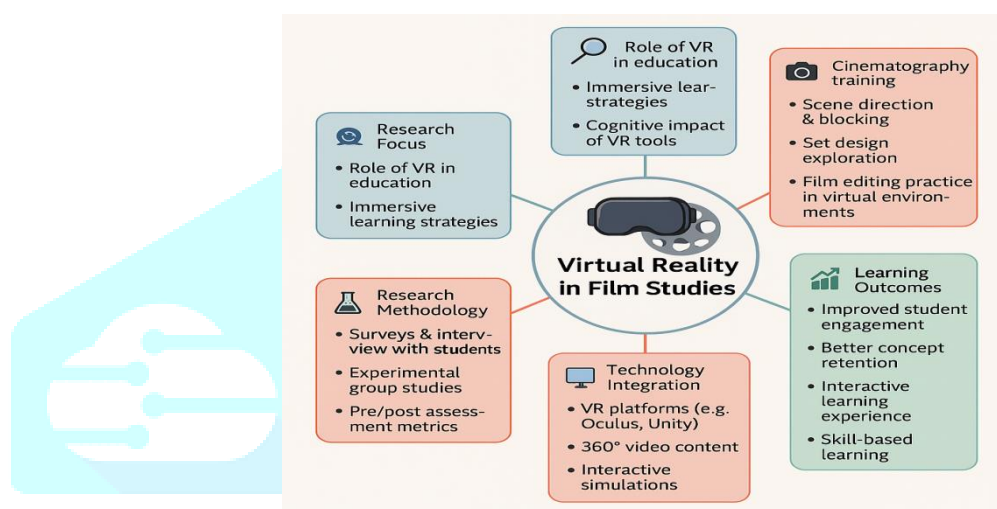 Role of VR
in education
• Immersive lear-
strategies
• Cognitive impact
of VR tools
Cinematography
training
• Scene direction
& blocking
• Set design
exploration
• Film editing practice
in virtual environ-
ments
Research
Focus
• Role of VR in
education
• Immersive
learning strategies
Virtual Reality
in Film Studies
Learning
Outcomes
• Improved student
engagement
• Better concept
retention
• Interactive
learning
experience
• Skill-based
learning
Research
Methodology
• Surveys & interv-
view with students
• Experimental
group studies
• Pre/post assess-
ment metrics
Technology
Integration
• VR platforms (e.g.
Oculus, Unity)
• 360° video content
• Interactive
simulations